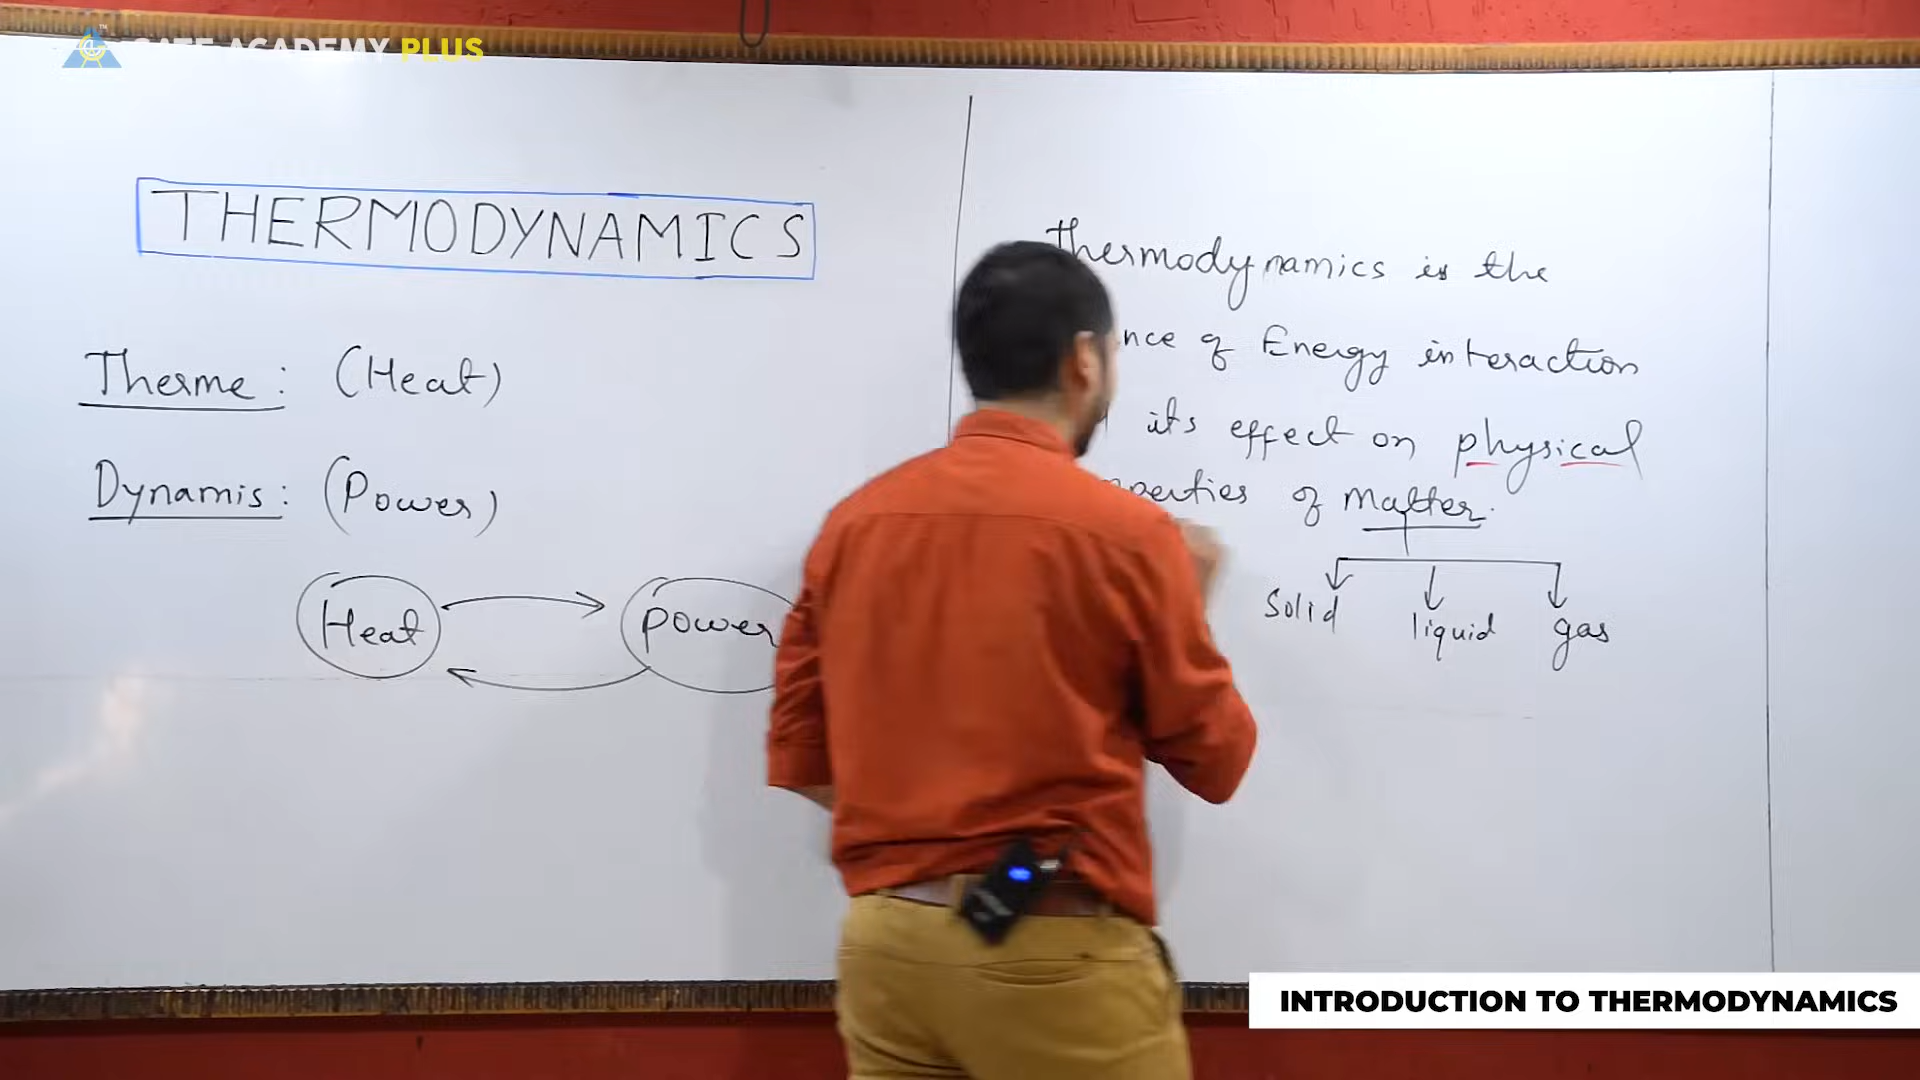 ACADEMY PLUS
THERMODYNAMICS
Therme: (Heat)
Dynamis: (Power)
Heat
power
Thermodynamics is the
of Energy interaction
its effect on physical
of Matter.
Solid
liquid
gas
INTRODUCTION TO THERMODYNAMICS